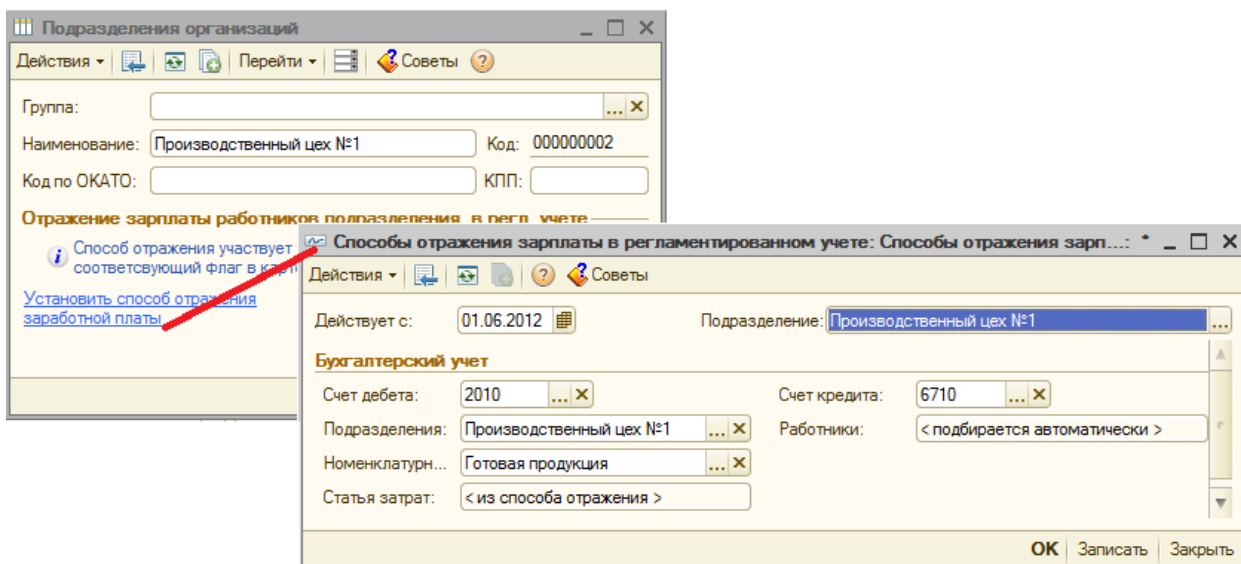 Подразделения организаций
Действия Перейти Советы
Группа:
Наименование: Производственный цех №1 Код: 000000002
Код по ОКАТО: КПП:
Отражение зарплаты работников подразделения в регл. учете
Способ отражения участвует
соответсвующий флаг в карт
Установить способ отражения
заработной платы
Способы отражения зарплаты в регламентированном учете: Способы отражения зарп...: *
Действия Советы
Действует с: 01.06.2012 Подразделение: Производственный цех №1
Бухгалтерский учет
Счет дебета: 2010 Счет кредита: 6710
Подразделения: Производственный цех №1 Работники: < подбирается автоматически >
Номенклатурн... Готовая продукция
Статья затрат: < из способа отражения >
OK Записать Закрыть